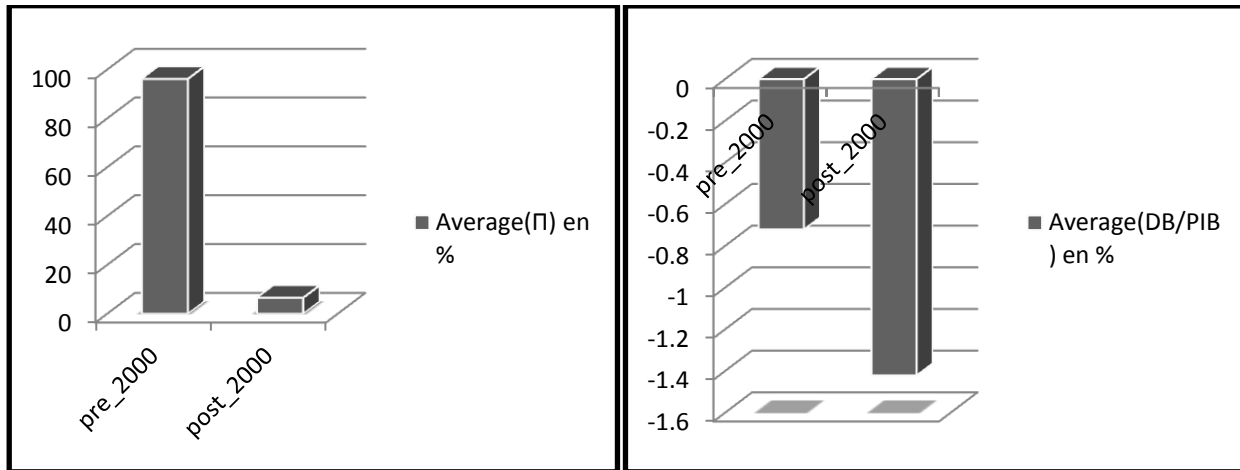 100
80
60
40
20
0
pre_2000
post_2000
Average(Π) en
%
0
-0.2
-0.4
-0.6
-0.8
-1
-1.2
-1.4
-1.6
pre_2000
post_2000
Average(DB/PIB
) en %